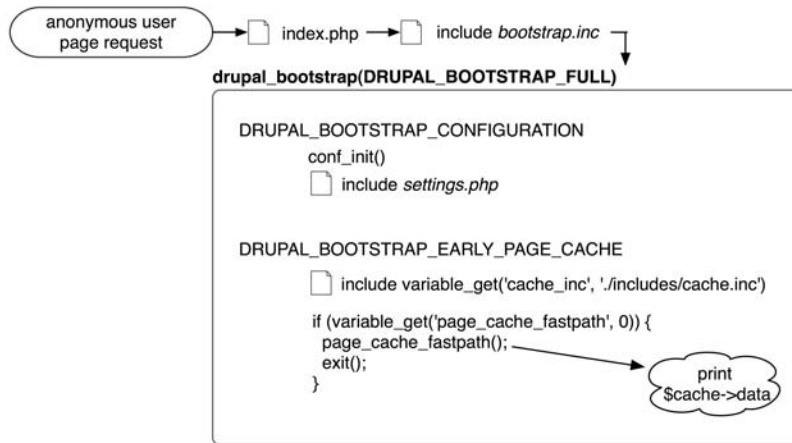 anonymous user
page request
index.php
include bootstrap.inc
drupal_bootstrap(DRUPAL_BOOTSTRAP_FULL)
DRUPAL_BOOTSTRAP_CONFIGURATION
conf_init()
include settings.php
DRUPAL_BOOTSTRAP_EARLY_PAGE_CACHE
include variable_get('cache_inc', './includes/cache.inc')
if (variable_get('page_cache_fastpath', 0)) {
page_cache_fastpath();
exit();
}
print
$cache->data